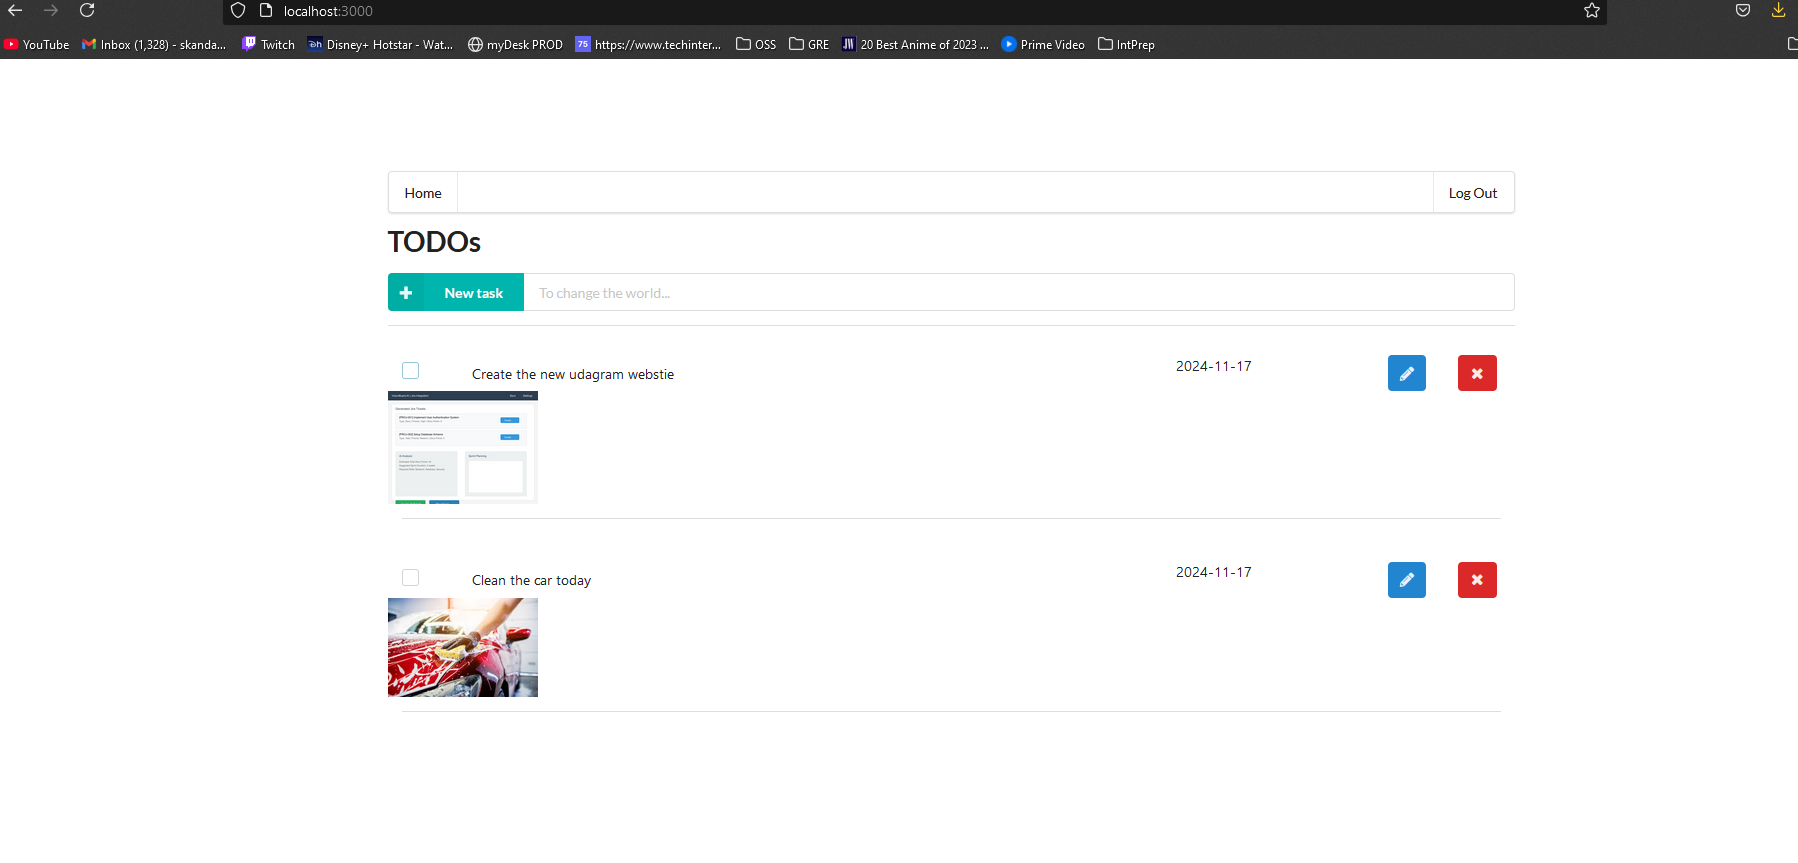 localhost:3000
YouTube Inbox (1,328) - skanda... Twitch Disney+ Hotstar - Wat... myDesk PROD https://www.techinter... OSS GRE 20 Best Anime of 2023 ... Prime Video IntPrep
Home Log Out
TODOs
New task To change the world...
Create the new udagram webstie 2024-11-17
Clean the car today 2024-11-17